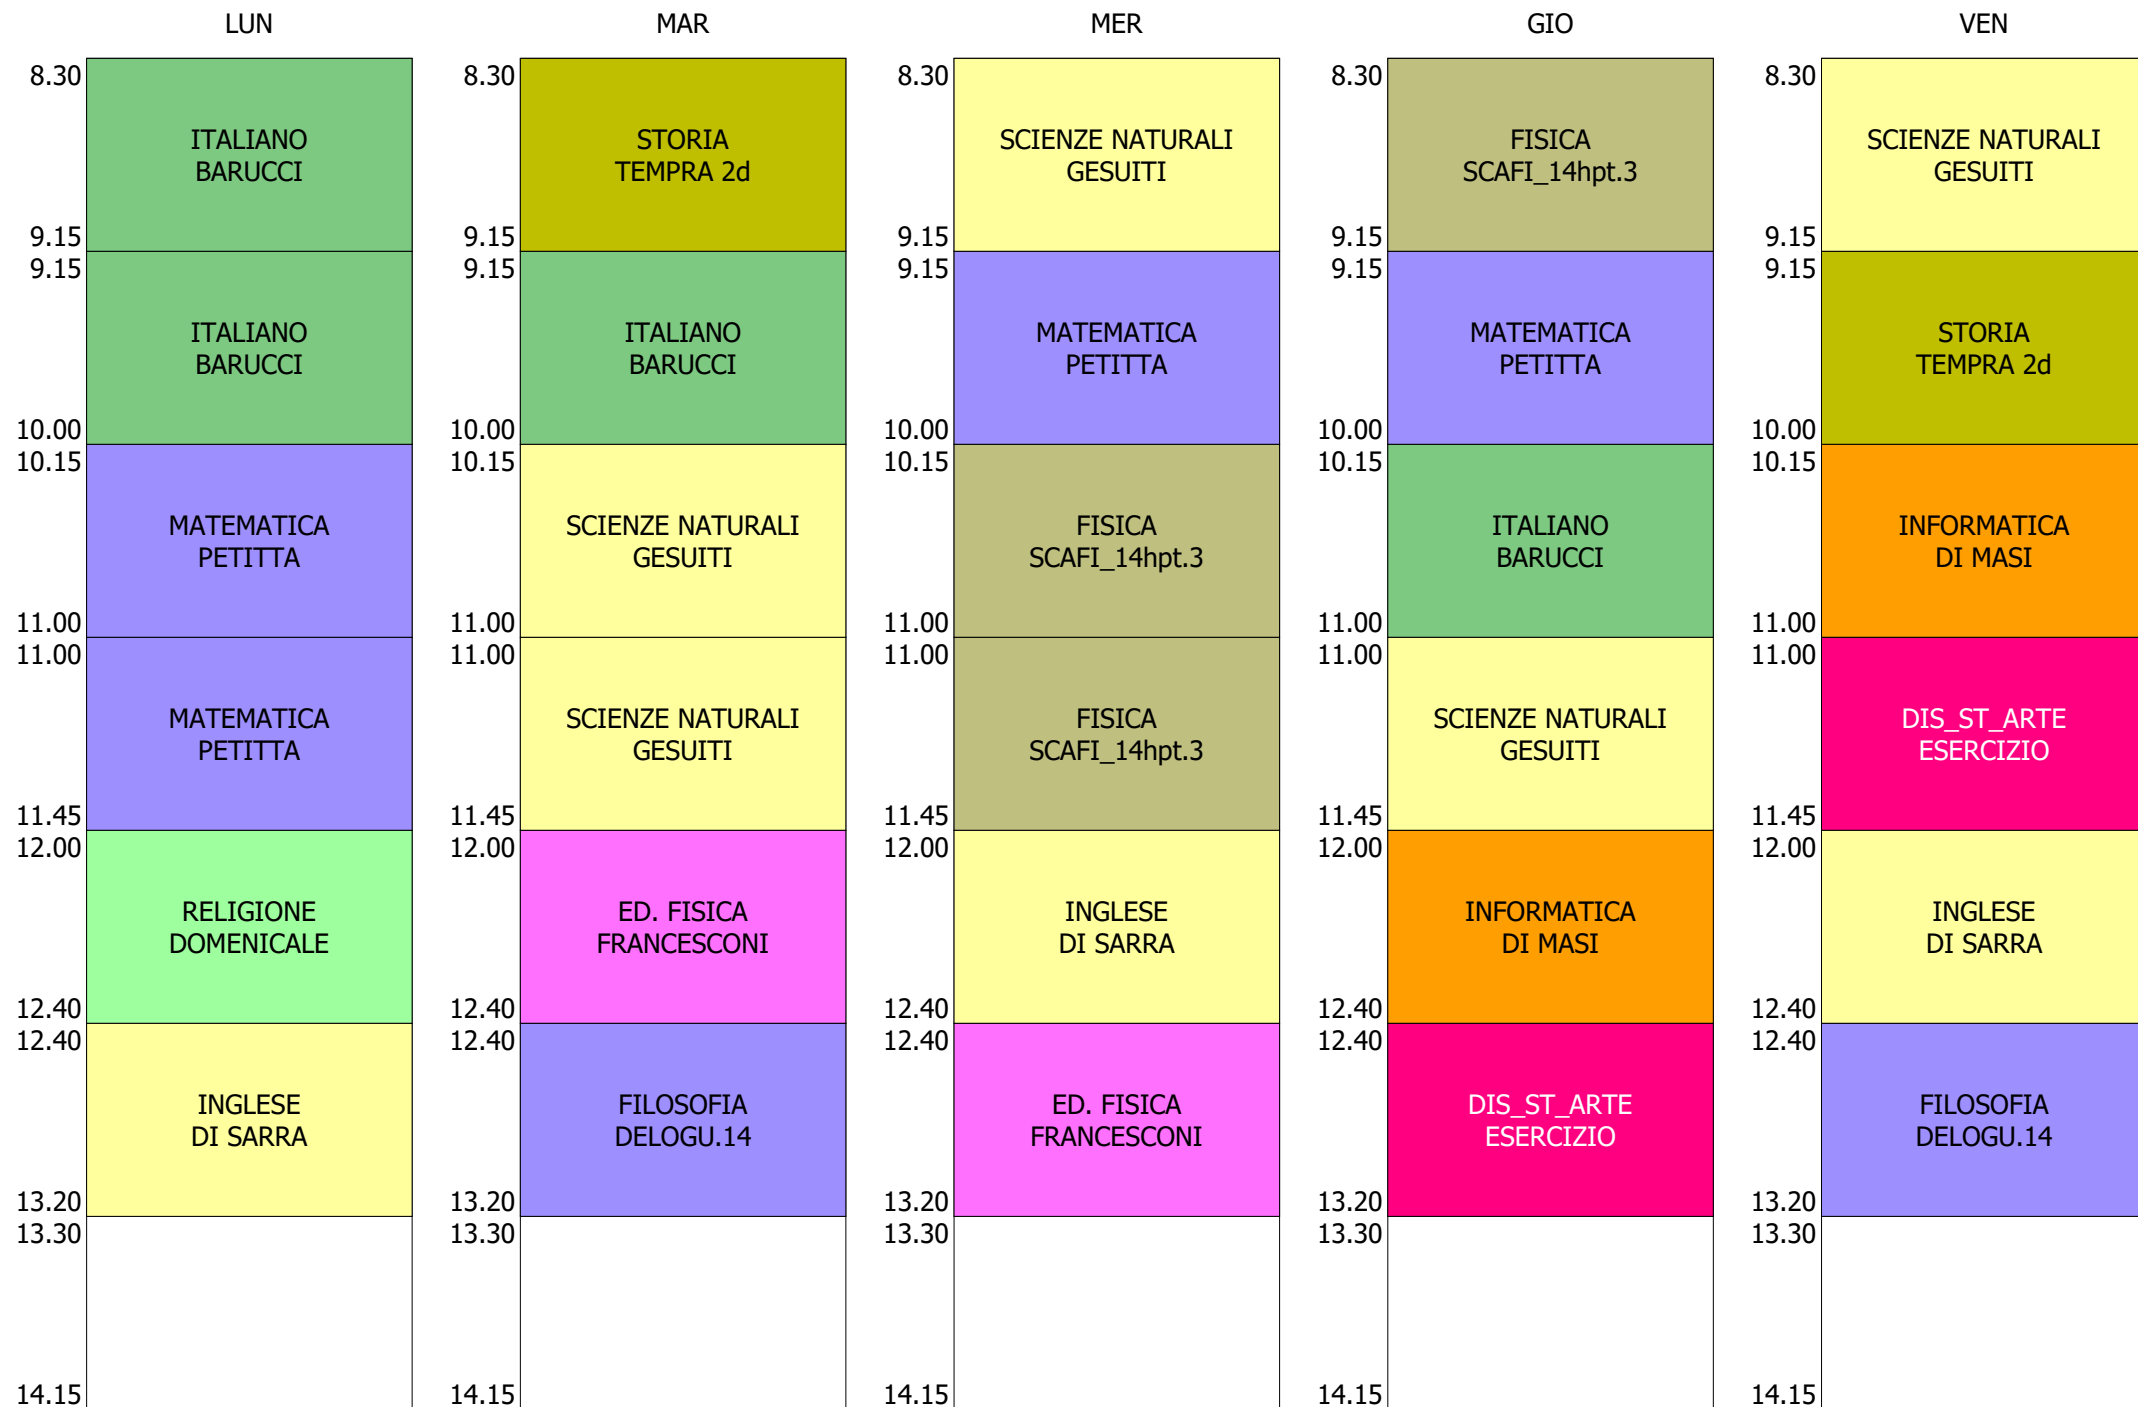 LUN MAR MER GIO VEN
8.30 8.30 8.30 8.30 8.30
ITALIANO STORIA SCIENZE NATURALI FISICA SCIENZE NATURALI
BARUCCI TEMPRA 2d GESUITI SCAFI_14hpt.3 GESUITI
9.15 9.15 9.15 9.15 9.15
9.15 9.15 9.15 9.15 9.15
ITALIANO ITALIANO MATEMATICA MATEMATICA STORIA
BARUCCI BARUCCI PETITTA PETITTA TEMPRA 2d
10.00 10.00 10.00 10.00 10.00
10.15 10.15 10.15 10.15 10.15
MATEMATICA SCIENZE NATURALI FISICA ITALIANO INFORMATICA
PETITTA GESUITI SCAFI_14hpt.3 BARUCCI DI MASI
11.00 11.00 11.00 11.00 11.00
11.00 11.00 11.00 11.00 11.00
MATEMATICA SCIENZE NATURALI FISICA SCIENZE NATURALI DIS_ST_ARTE
PETITTA GESUITI SCAFI_14hpt.3 GESUITI ESERCIZIO
11.45 11.45 11.45 11.45 11.45
12.00 12.00 12.00 12.00 12.00
RELIGIONE ED. FISICA INGLESE INFORMATICA INGLESE
DOMENICALE FRANCESCONI DI SARRA DI MASI DI SARRA
12.40 12.40 12.40 12.40 12.40
12.40 12.40 12.40 12.40 12.40
INGLESE FILOSOFIA ED. FISICA DIS_ST_ARTE FILOSOFIA
DI SARRA DELOGU.14 FRANCESCONI ESERCIZIO DELOGU.14
13.20 13.20 13.20 13.20 13.20
13.30 13.30 13.30 13.30 13.30
14.15 14.15 14.15 14.15 14.15